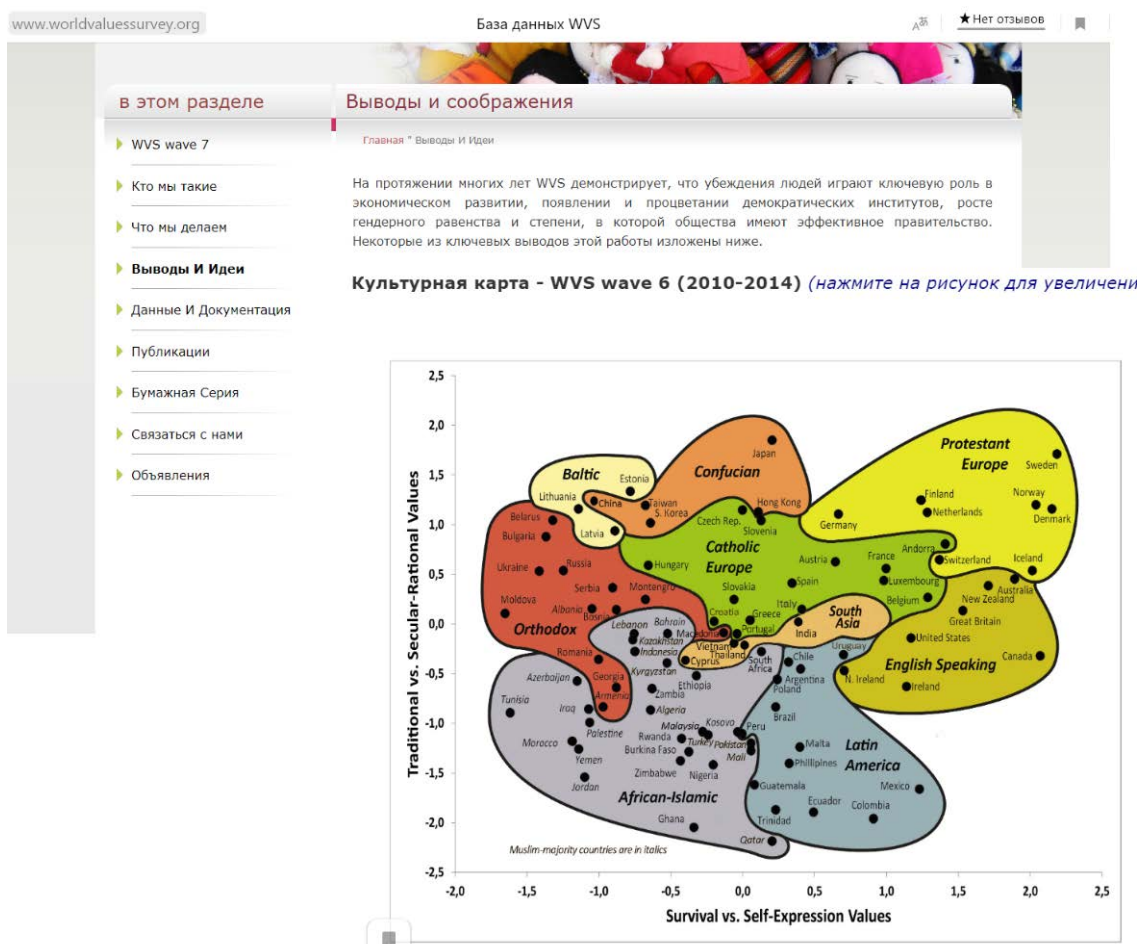 www.worldvaluessurvey.org
База данных WVS
Нет отзывов
в этом разделе
Выводы и соображения
WVS wave 7
Кто мы такие
Что мы делаем
Выводы И Идеи
Данные И Документация
Публикации
Бумажная Серия
Связаться с нами
Объявления
Главная " Выводы И Идеи
На протяжении многих лет WVS демонстрирует, что убеждения людей играют ключевую роль в
экономическом развитии, появлении и процветании демократических институтов, росте
гендерного равенства и степени, в которой общества имеют эффективное правительство.
Некоторые из ключевых выводов этой работы изложены ниже.
Культурная карта - WVS wave 6 (2010-2014) (нажмите на рисунок для увеличени
Traditional vs. Secular-Rational Values
2,5
2,0
1,5
1,0
0,5
0,0
-0,5
-1,0
-1,5
-2,0
-2,5
Japan
Protestant
Europe
Sweden
Baltic
Estonia
Confucian
Lithuania
China
Taiwan
S. Korea
Hong Kong
Finland
Norway
Netherlands
Denmark
Belarus
Bulgaria
Latvia
Czech Rep.
Slovenia
Germany
Andorra
Catholic
Europe
Austria
France
Switzerland
Iceland
Ukraine
Russia
Hungary
Spain
Luxembourg
Australia
Serbia
Montengro
Slovakia
New Zealand
Moldova
Albania
Bosnia
Croatia
Greece
Italy
Belgium
Great Britain
Orthodox
Lebanon
Bahrain
Macedonia
Portugal
South
Asia
India
United States
Kazakhstan
Indonesia
Vietnam
Thailand
Uruguay
English Speaking
Canada
Romania
Kyrgyzstan
Cyprus
South
Africa
Chile
Argentina
N. Ireland
Azerbaijan
Georgia
Ethiopia
Poland
Ireland
Tunisia
Armenia
Zambia
Iraq
Algeria
Brazil
Palestine
Malaysia
Kosovo
Peru
Morocco
Rwanda
Turkey
Pakistan
Malta
Latin
America
Yemen
Burkina Faso
Mali
Phillipines
Jordan
Zimbabwe
Nigeria
Guatemala
Mexico
African-Islamic
Ecuador
Colombia
Ghana
Trinidad
Qatar
Muslim-majority countries are in italics
-2,0 -1,5 -1,0 -0,5 0,0 0,5 1,0 1,5 2,0 2,5
Survival vs. Self-Expression Values